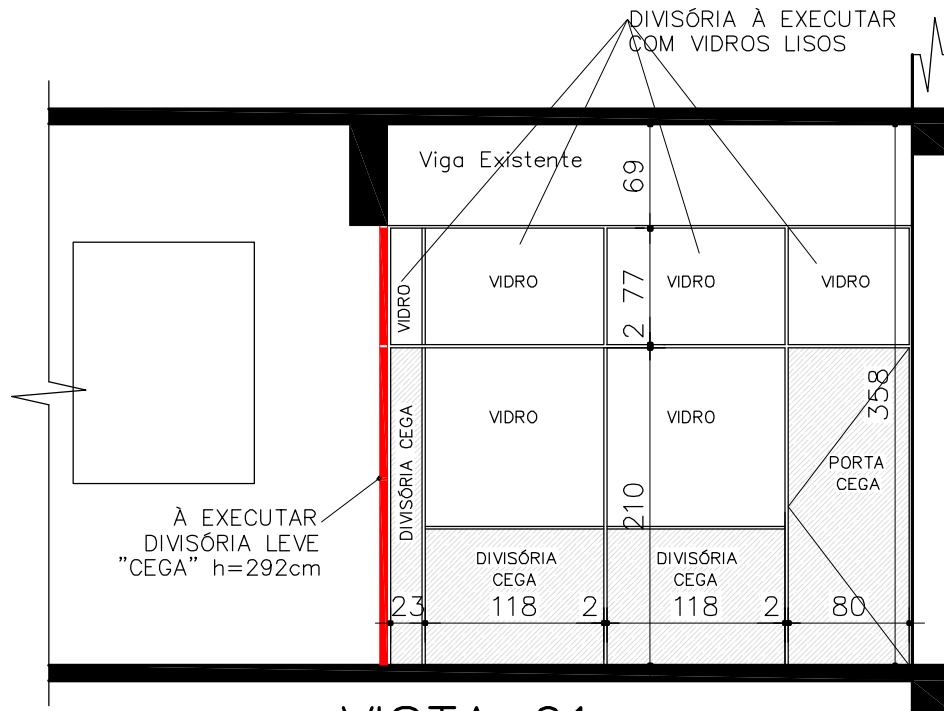 DIVISÓRIA À EXECUTAR
COM VIDROS LISOS
Viga Existente
69
VIDRO
VIDRO
VIDRO
VIDRO
2 77
358
DIVISÓRIA CEGA
VIDRO
VIDRO
210
PORTA
CEGA
À EXECUTAR
DIVISÓRIA LEVE
"CEGA" h=292cm
DIVISÓRIA
CEGA
DIVISÓRIA
CEGA
23 118 2 118 2 80